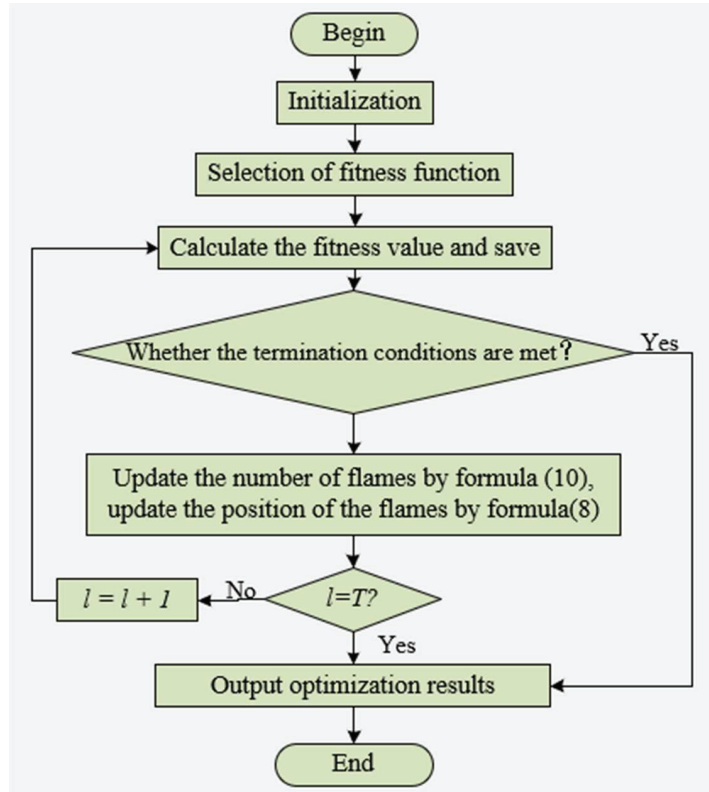 Begin
Initialization
Selection of fitness function
Calculate the fitness value and save
Whether the termination conditions are met?
Yes
Update the number of flames by formula (10),
update the position of the flames by formula(8)
l = l + 1
No
l=T?
Yes
Output optimization results
End